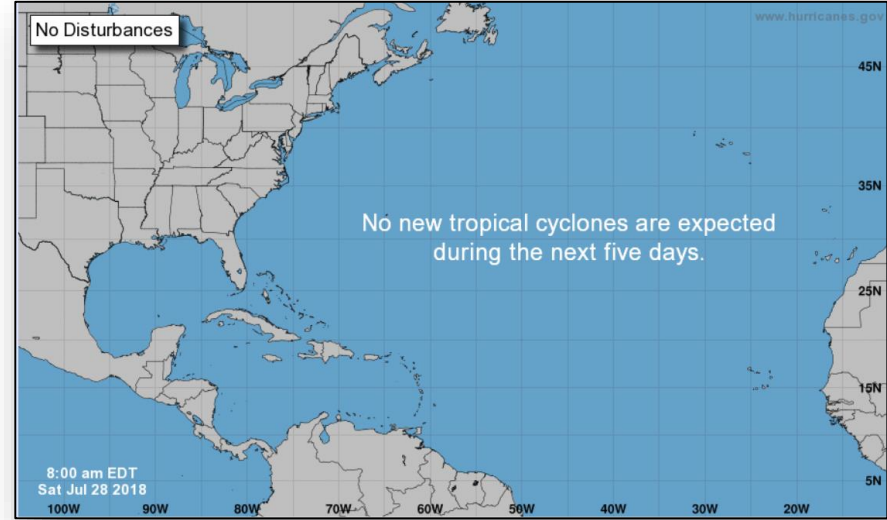 No Disturbances
www.hurricanes.gov
45N
35N
No new tropical cyclones are expected
during the next five days.
25N
15N
8:00 am EDT
Sat Jul 28 2018
5N
100W 90W 80W 70W 60W 50W 40W 30W 20W